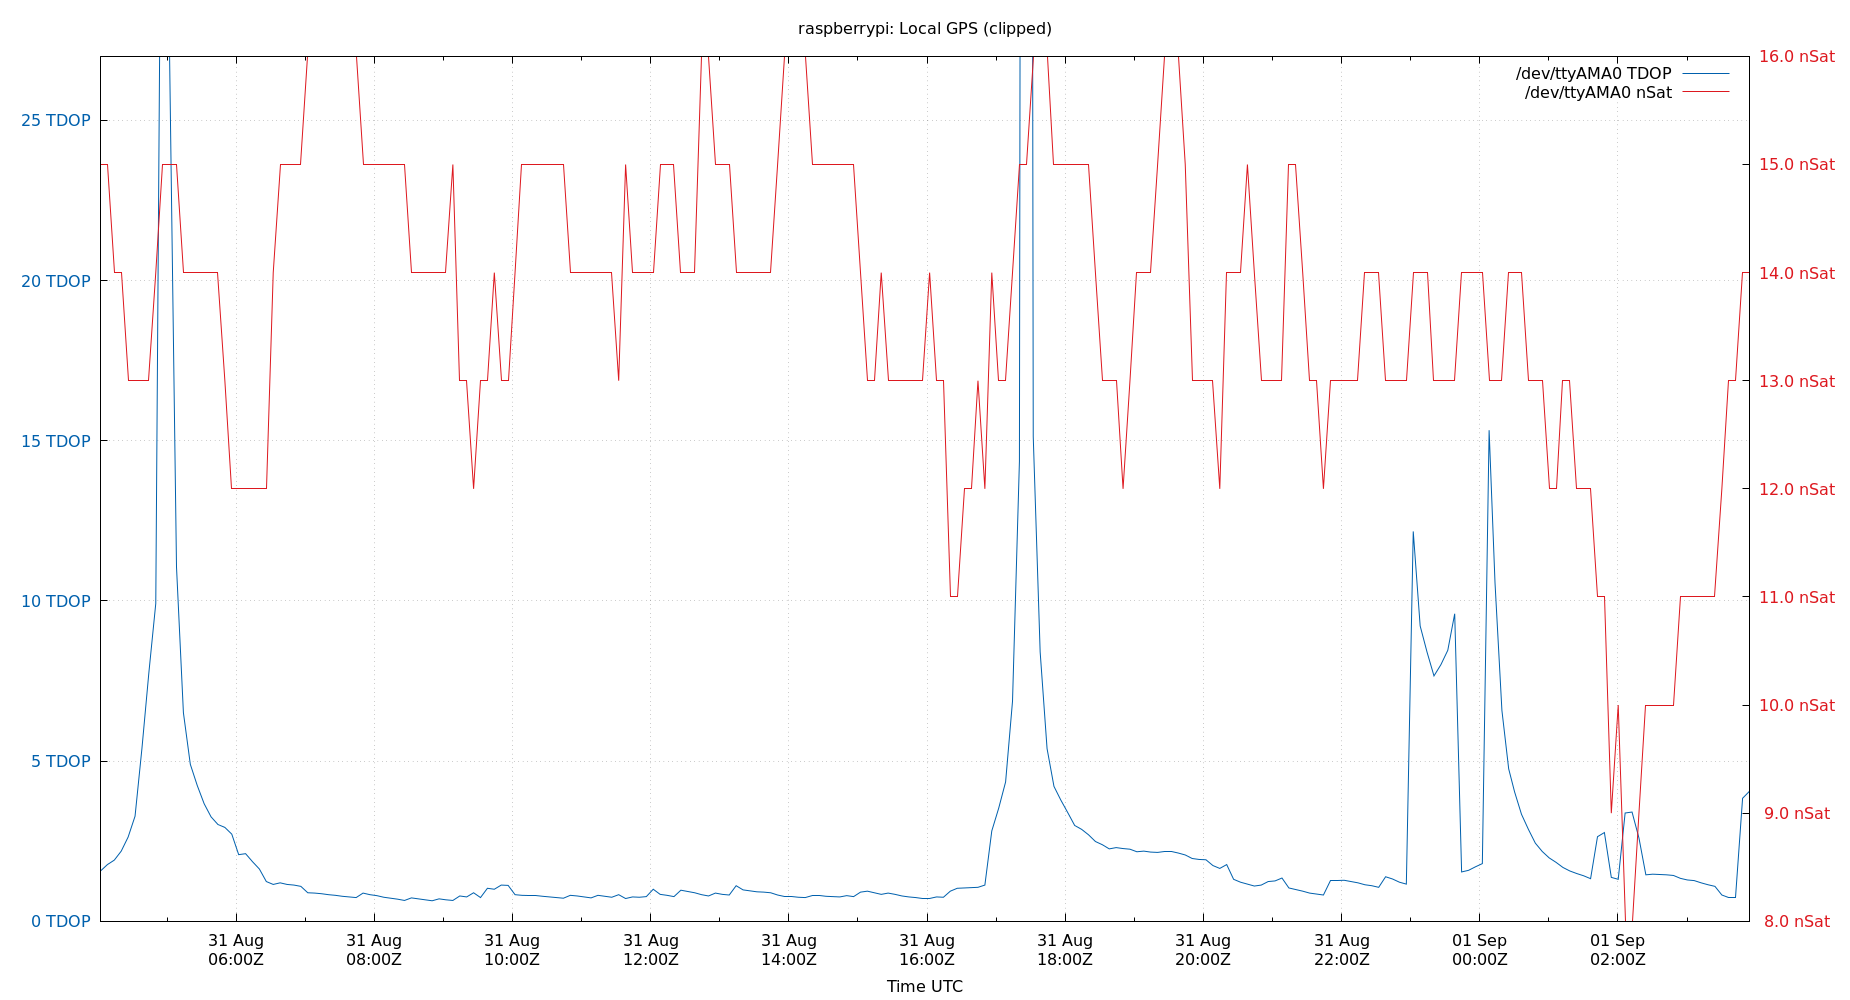 raspberrypi: Local GPS (clipped)
/dev/ttyAMA0 TDOP
/dev/ttyAMA0 nSat
25 TDOP
20 TDOP
15 TDOP
10 TDOP
5 TDOP
0 TDOP
16.0 nSat
15.0 nSat
14.0 nSat
13.0 nSat
12.0 nSat
11.0 nSat
10.0 nSat
9.0 nSat
8.0 nSat
31 Aug 31 Aug 31 Aug 31 Aug 31 Aug 31 Aug 31 Aug 31 Aug 31 Aug 01 Sep 01 Sep
06:00Z 08:00Z 10:00Z 12:00Z 14:00Z 16:00Z 18:00Z 20:00Z 22:00Z 00:00Z 02:00Z
Time UTC